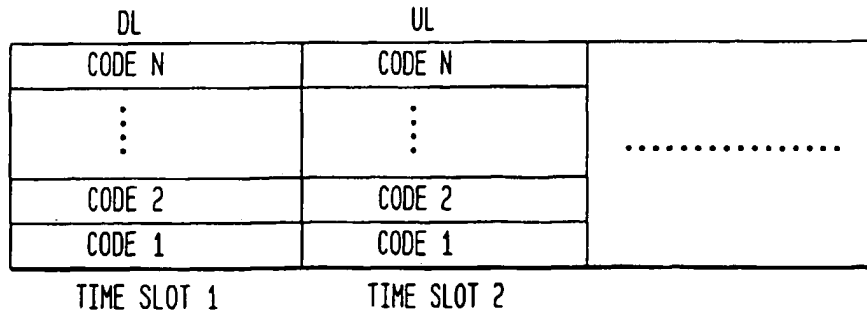 DL UL
CODE N CODE N
CODE 2 CODE 2
CODE 1 CODE 1
TIME SLOT 1 TIME SLOT 2